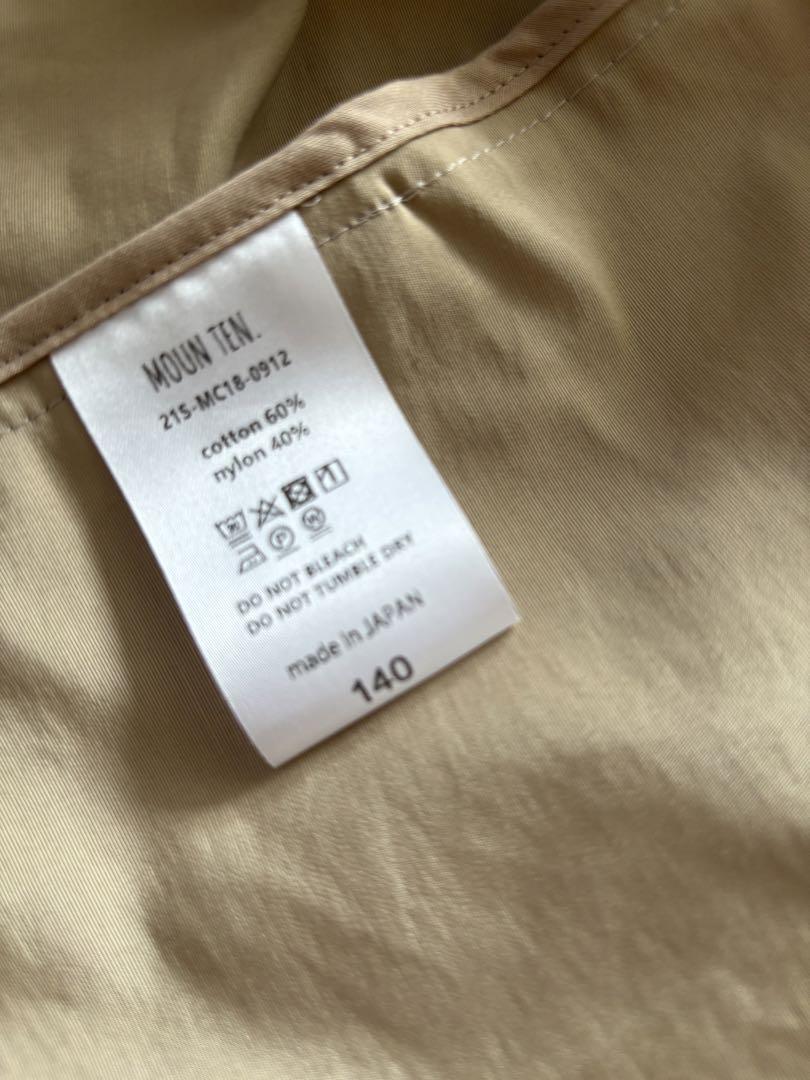 MOUN TEN.
21S-MC18-0912
cotton 60%
nylon 40%
DO NOT BLEACH
DO NOT TUMBLE DRY
made in JAPAN
140